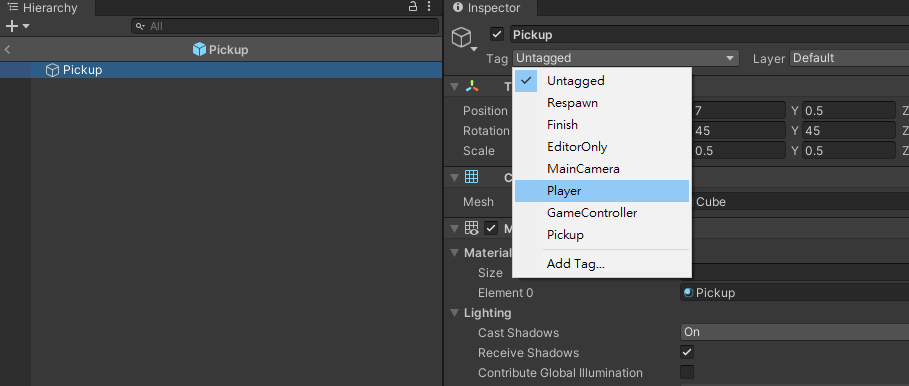 Hierarchy
All
Pickup
Pickup
Inspector
Pickup
Tag Untagged Layer Default
Untagged
Respawn
Finish
EditorOnly
MainCamera
Player
GameController
Pickup
Add Tag...
T
Position 7 Y 0.5 Z
Rotation 45 Y 45 Z
Scale 0.5 Y 0.5 Z
C
Mesh Cube
M
Material
Size
Element 0 Pickup
Lighting
Cast Shadows On
Receive Shadows
Contribute Global Illumination